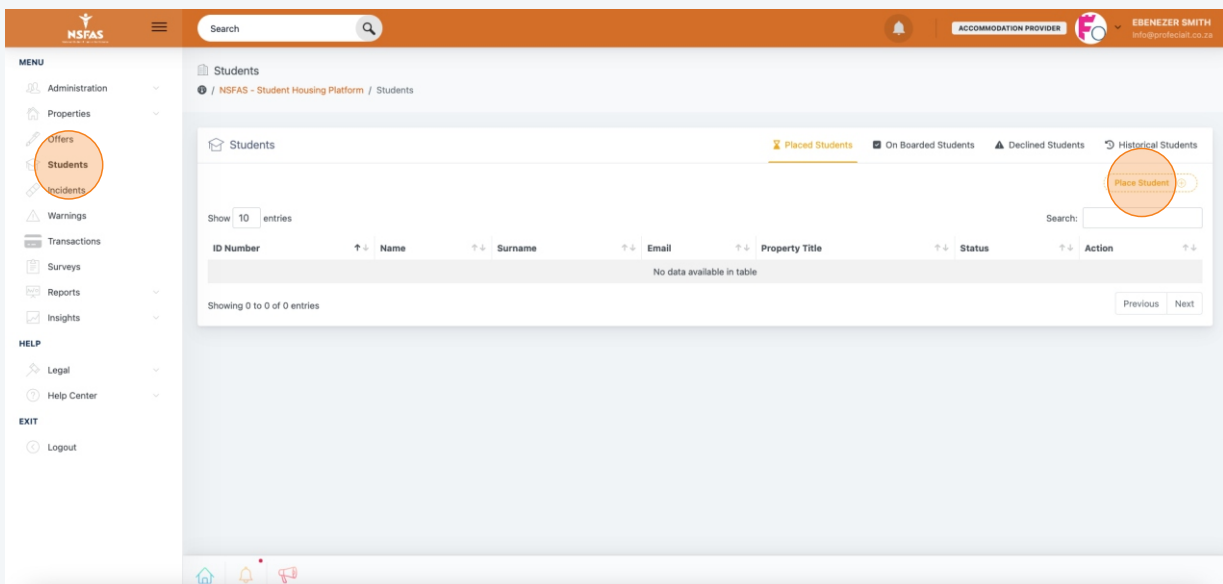 NSFAS
Search
ACCOMMODATION PROVIDER
EBENEZER SMITH
Info@profeciait.co.za
MENU
Administration
Properties
Offers
Students
Incidents
Warnings
Transactions
Surveys
Reports
Insights
HELP
Legal
Help Center
EXIT
Logout
Students
/ NSFAS - Student Housing Platform / Students
Students
Placed Students On Boarded Students Declined Students Historical Students
Place Student
Show 10 entries Search:
ID Number Name Surname Email Property Title Status Action
No data available in table
Showing 0 to 0 of 0 entries
Previous Next